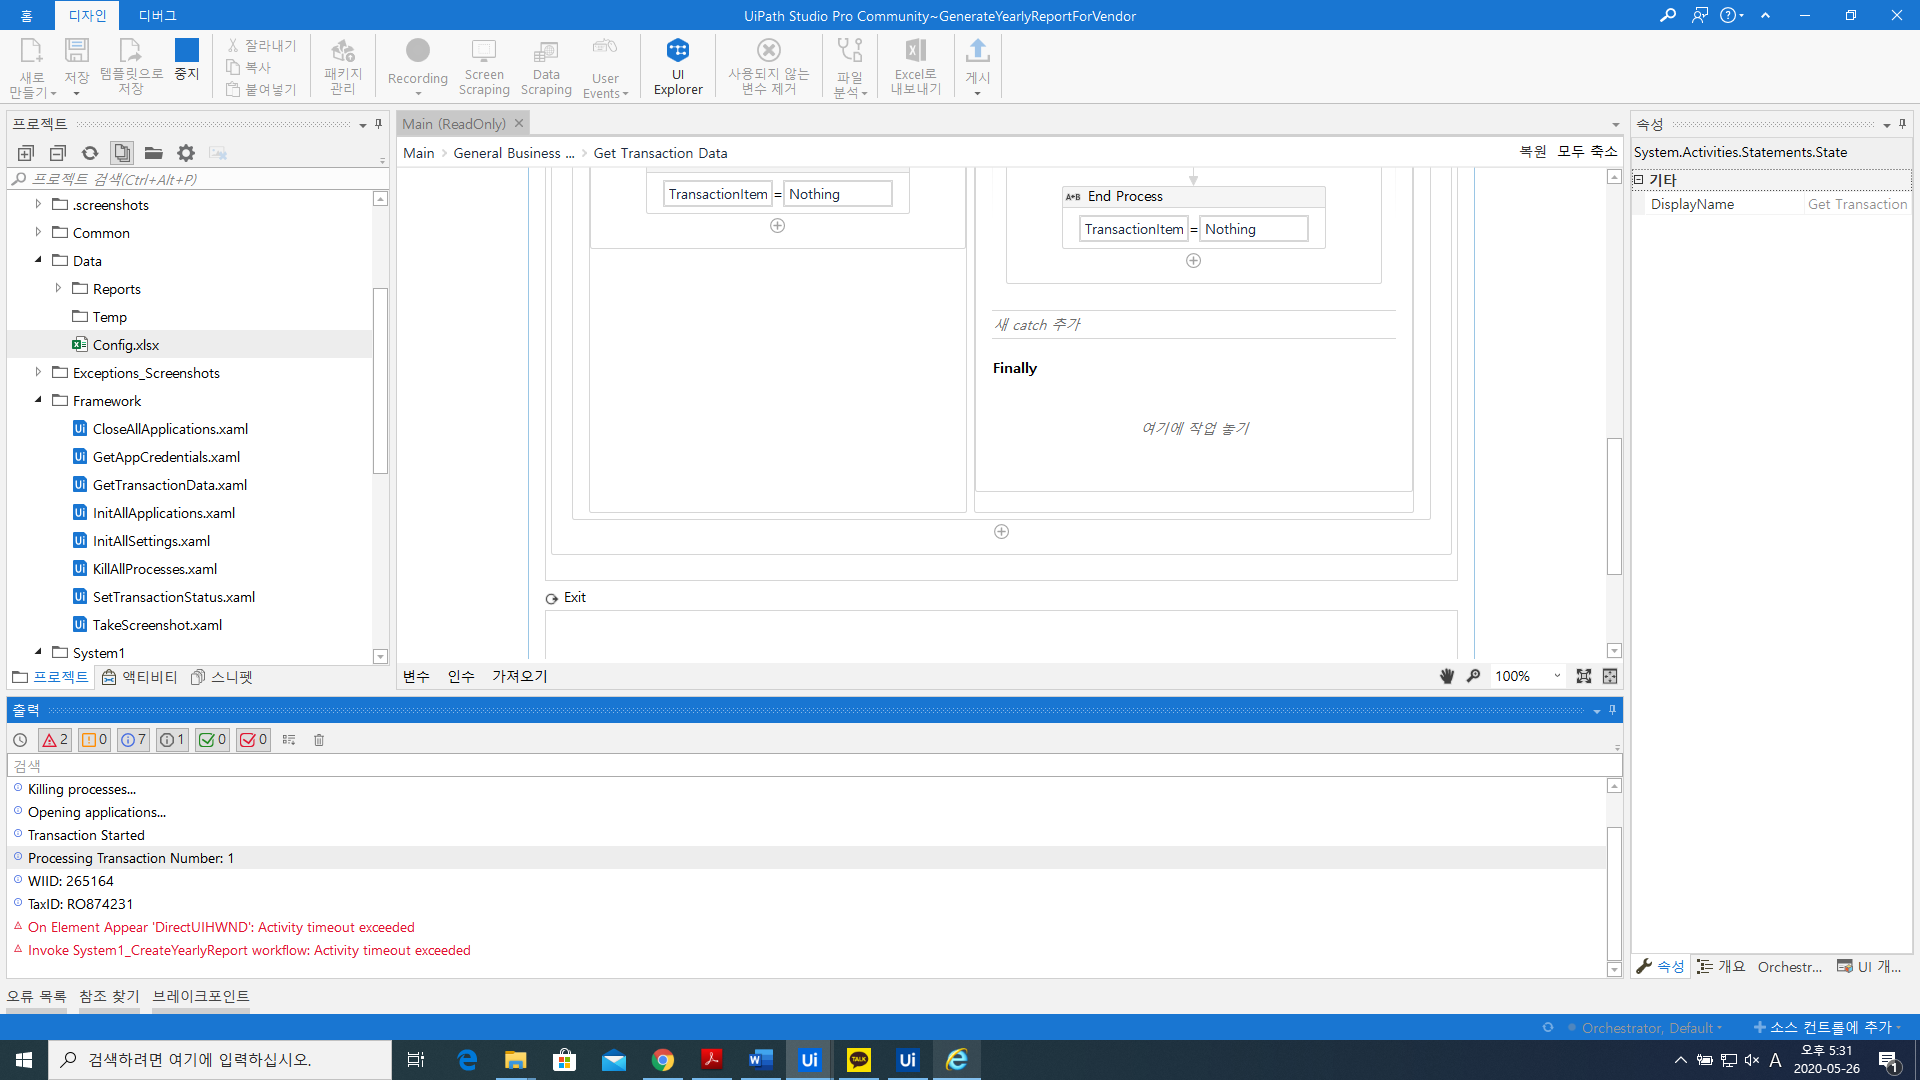 홈
디자인
디버그
UiPath Studio Pro Community~GenerateYearlyReportForVendor
새로 만들기
저장
템플릿으로 저장
중지
잘라내기
복사
붙여넣기
패키지 관리
Recording
Screen Scraping
Data Scraping
User Events
UI Explorer
사용되지 않는 변수 제거
파일 분석
Excel로 내보내기
게시
프로젝트
프로젝트 검색(Ctrl+Alt+P)
.screenshots
Common
Data
Reports
Temp
Config.xlsx
Exceptions_Screenshots
Framework
CloseAllApplications.xaml
GetAppCredentials.xaml
GetTransactionData.xaml
InitAllApplications.xaml
InitAllSettings.xaml
KillAllProcesses.xaml
SetTransactionStatus.xaml
TakeScreenshot.xaml
System1
프로젝트
액티비티
스니펫
Main (ReadOnly)
Main > General Business ... > Get Transaction Data
복원
모두 축소
TransactionItem = Nothing
A+B End Process
TransactionItem = Nothing
새 catch 추가
Finally
여기에 작업 놓기
Exit
변수
인수
가져오기
100%
속성
System.Activities.Statements.State
기타
DisplayName
Get Transaction
출력
2
0
7
1
0
0
검색
Killing processes...
Opening applications...
Transaction Started
Processing Transaction Number: 1
WIID: 265164
TaxID: RO874231
On Element Appear 'DirectUIHWND': Activity timeout exceeded
Invoke System1_CreateYearlyReport workflow: Activity timeout exceeded
속성
개요
Orchestr...
UI 개...
오류 목록
참조 찾기
브레이크포인트
Orchestrator, Default
소스 컨트롤에 추가
검색하려면 여기에 입력하십시오.
Ui
TALK
Ui
A
오후 5:31
2020-05-26
1